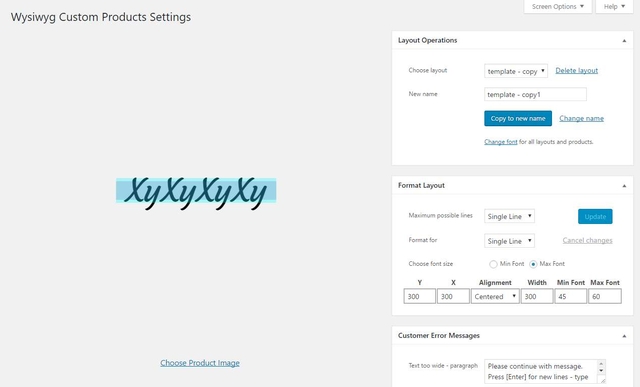 Screen Options Help
Wysiwyg Custom Products Settings
Layout Operations
Choose layout template - copy Delete layout
New name template - copy1
Copy to new name Change name
Change font for all layouts and products.
XyXyXyXy
Format Layout
Maximum possible lines Single Line Update
Format for Single Line Cancel changes
Choose font size Min Font Max Font
Y X Alignment Width Min Font Max Font
300 300 Centered 300 45 60
Customer Error Messages
Choose Product Image
Text too wide - paragraph Please continue with message.
Press [Enter] for new lines - type